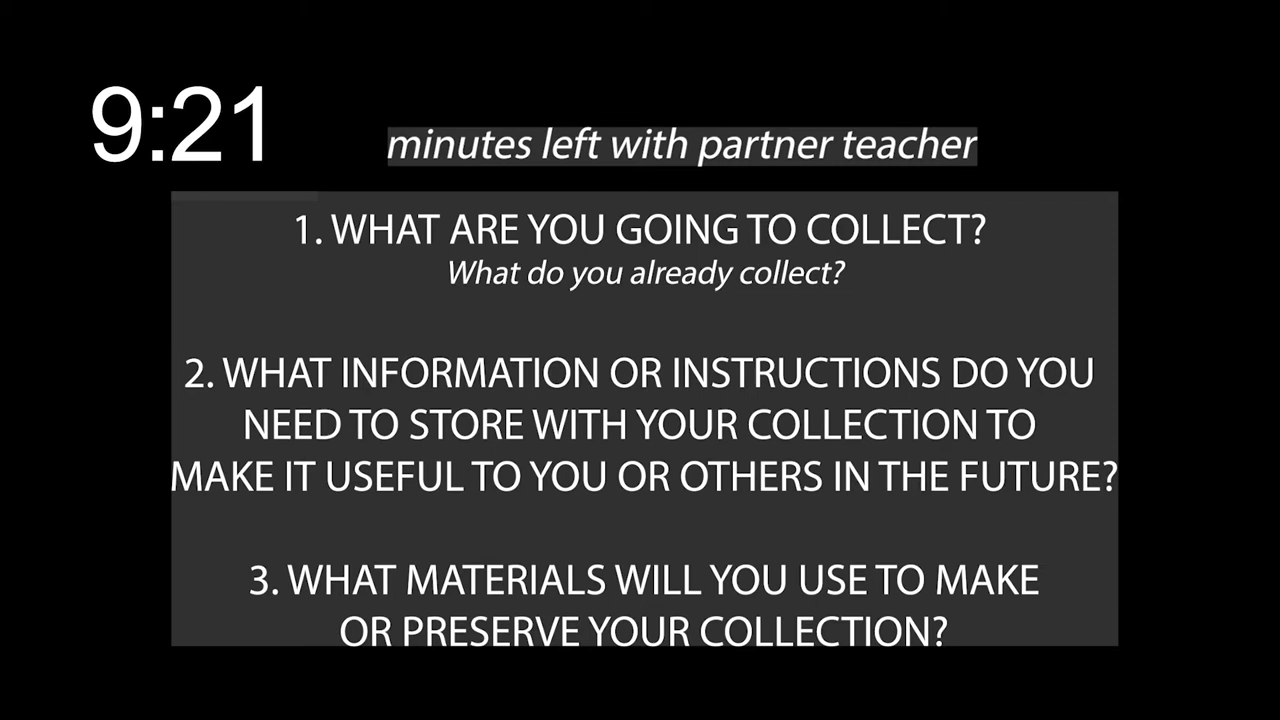 9:21
minutes left with partner teacher
1. WHAT ARE YOU GOING TO COLLECT?
What do you already collect?
2. WHAT INFORMATION OR INSTRUCTIONS DO YOU
NEED TO STORE WITH YOUR COLLECTION TO
MAKE IT USEFUL TO YOU OR OTHERS IN THE FUTURE?
3. WHAT MATERIALS WILL YOU USE TO MAKE
OR PRESERVE YOUR COLLECTION?